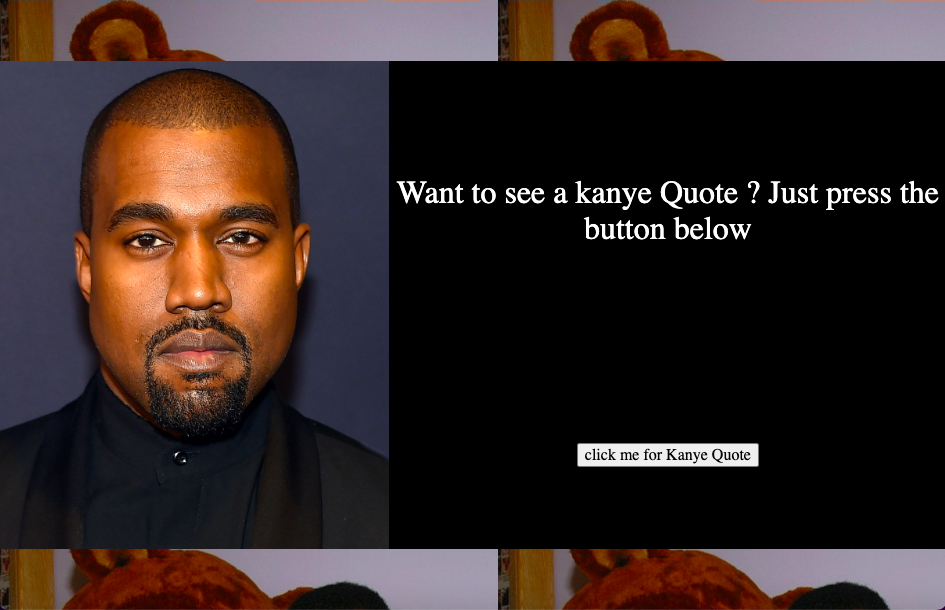 Want to see a kanye Quote ? Just press the
button below
click me for Kanye Quote